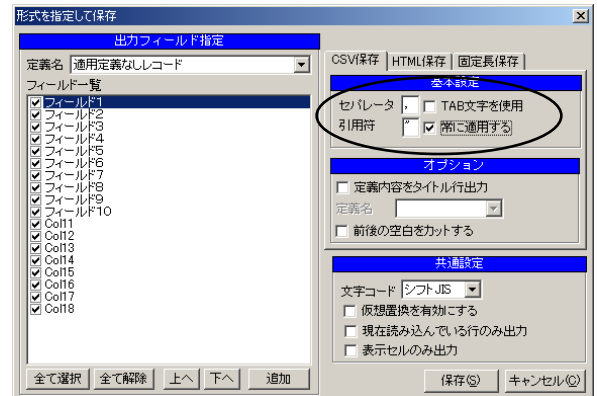 形式を指定して保存
出力フィールド指定
定義名 適用定義なしレコード
フィールド一覧
フィールド1
フィールド2
フィールド3
フィールド4
フィールド5
フィールド6
フィールド7
フィールド8
フィールド9
フィールド10
Col11
Col12
Col13
Col14
Col15
Col16
Col17
Col18
全て選択 全て解除 上へ 下へ 追加
CSV保存 HTML保存 固定長保存
基本設定
セパレータ , TAB文字を使用
引用符 " 常に適用する
オプション
定義内容をタイトル行出力
定義名
前後の空白をカットする
共通設定
文字コード シフトJIS
仮想置換を有効にする
現在読み込んでいる行のみ出力
表示セルのみ出力
保存(S) キャンセル(C)